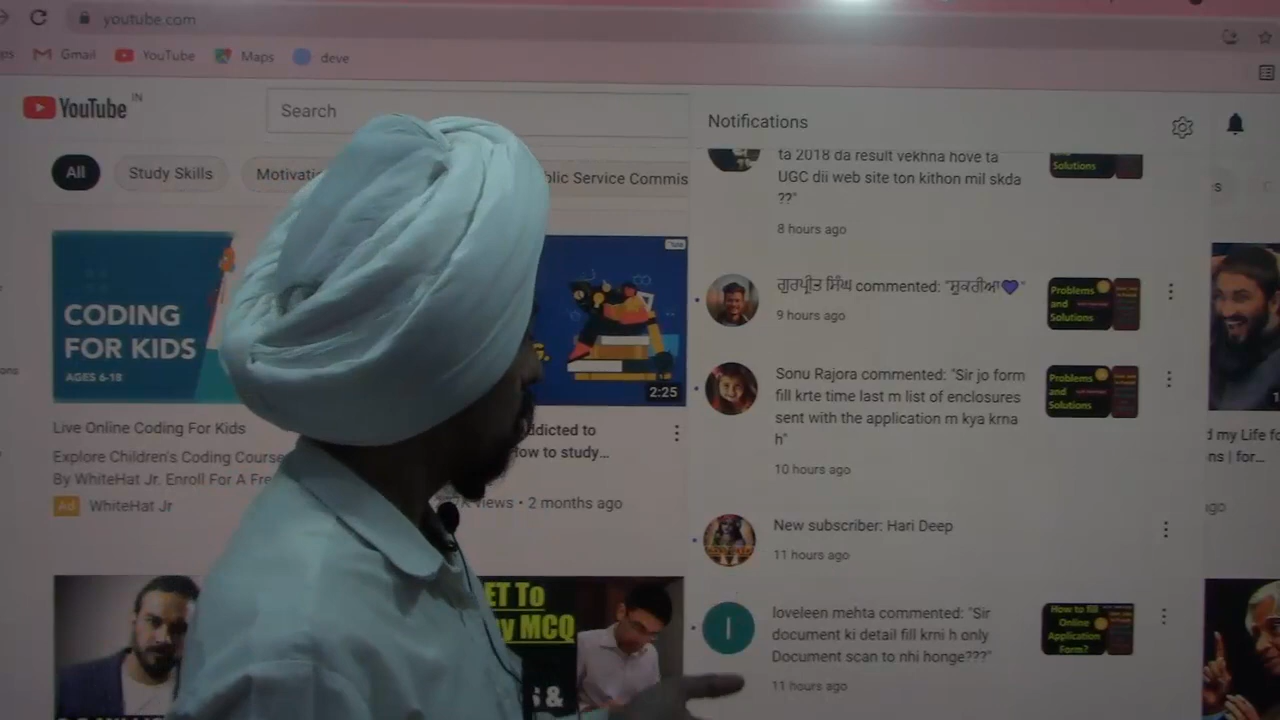 youtube.com
Gmail
YouTube
Maps
deve
YouTube IN
Search
Notifications
All
Study Skills
blic Service Commis
ta 2018 da result vekhna hove ta
UGC dii web site ton kithon mil skda
??"
8 hours ago
Solutions
ਗੁਰਪ੍ਰੀਤ ਸਿੰਘ commented: "ਸ਼ੁਕਰੀਆ💜"
9 hours ago
Problems
and
Solutions
Sonu Rajora commented: "Sir jo form
fill krte time last m list of enclosures
sent with the application m kya krna
h"
10 hours ago
Problems
and
Solutions
New subscriber: Hari Deep
11 hours ago
loveleen mehta commented: "Sir
document ki detail fill krni h only
Document scan to nhi honge???"
11 hours ago
How to fill
Online
Application
Form?
CODING
FOR KIDS
AGES 6-18
Live Online Coding For Kids
Explore Children's Coding Course
By WhiteHat Jr. Enroll For A Fre
Ad WhiteHat Jr
2:25
ddicted to
ow to study...
views • 2 months ago
ET To
MCQ
&
d my Life fo
ns | for...
ago